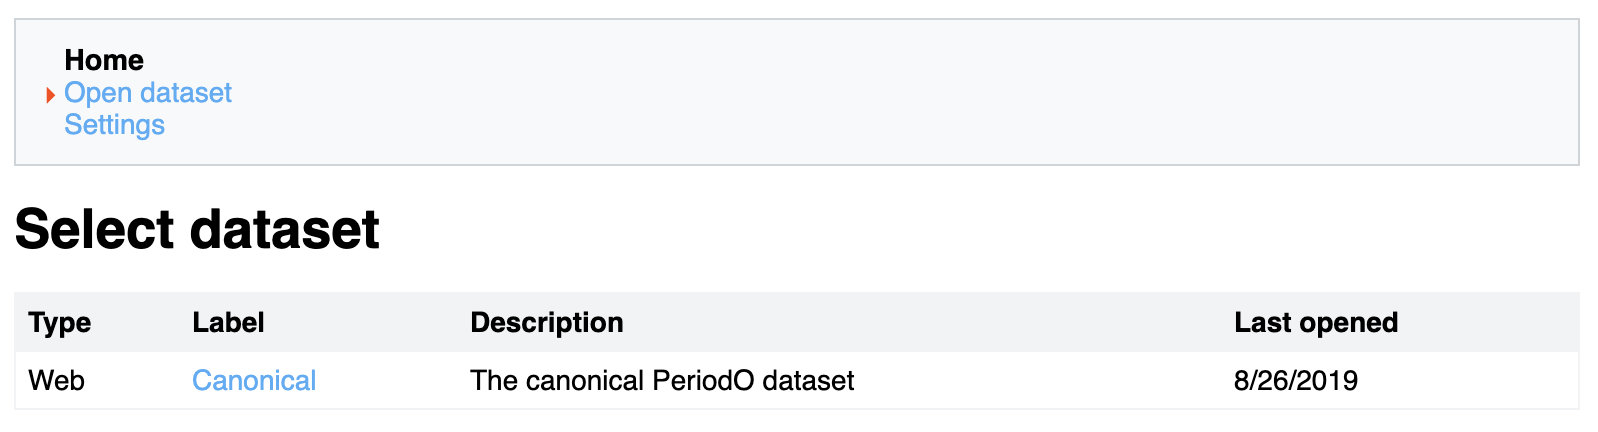 Home
Open dataset
Settings
Select dataset
Type Label Description Last opened
Web Canonical The canonical PeriodO dataset 8/26/2019